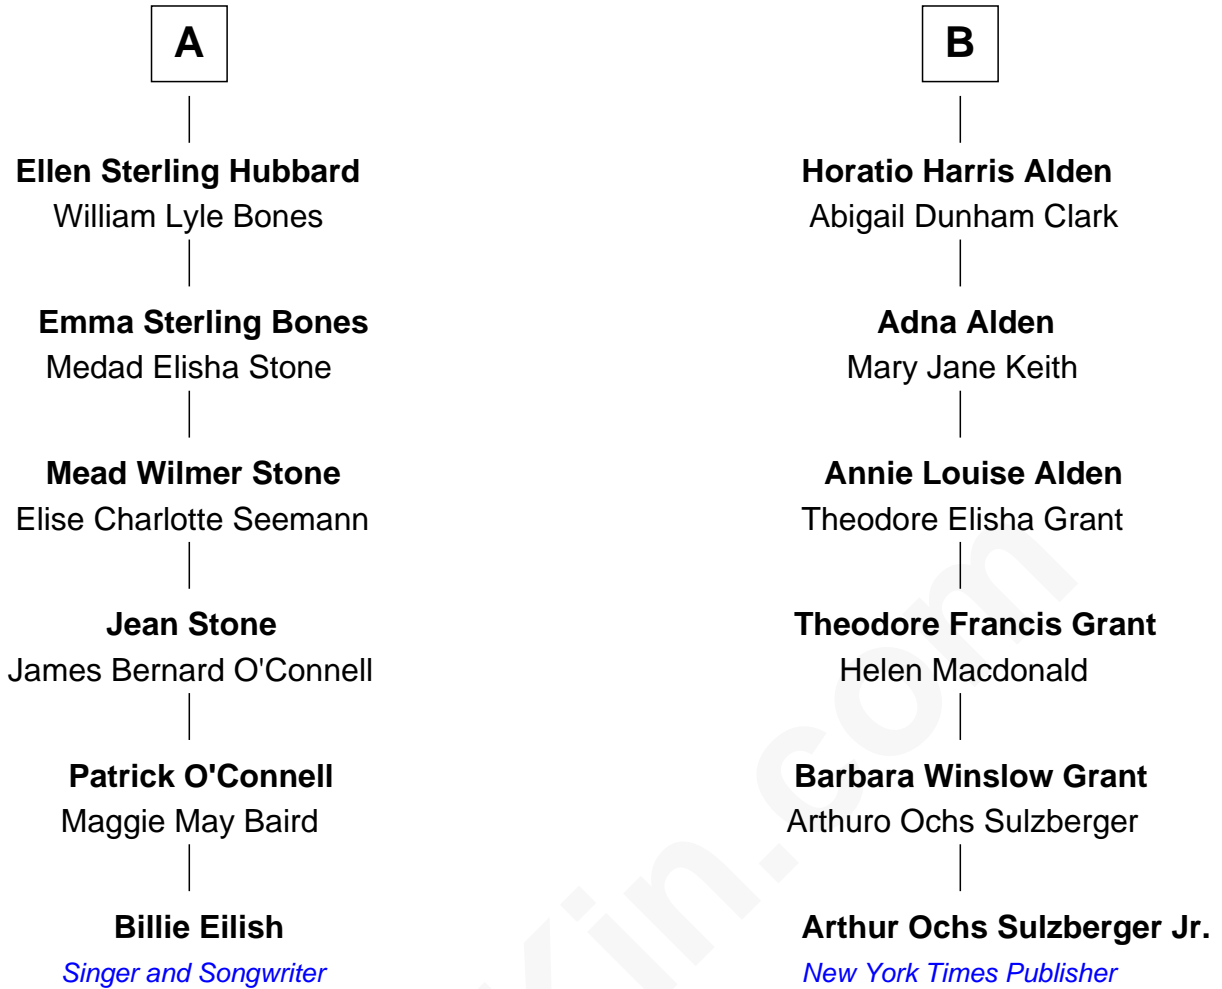 A
B
Ellen Sterling Hubbard
William Lyle Bones
Horatio Harris Alden
Abigail Dunham Clark
Emma Sterling Bones
Medad Elisha Stone
Adna Alden
Mary Jane Keith
Mead Wilmer Stone
Elise Charlotte Seemann
Annie Louise Alden
Theodore Elisha Grant
Jean Stone
James Bernard O'Connell
Theodore Francis Grant
Helen Macdonald
Patrick O'Connell
Maggie May Baird
Barbara Winslow Grant
Arthuro Ochs Sulzberger
Billie Eilish
Singer and Songwriter
Arthur Ochs Sulzberger Jr.
New York Times Publisher
Kin.com